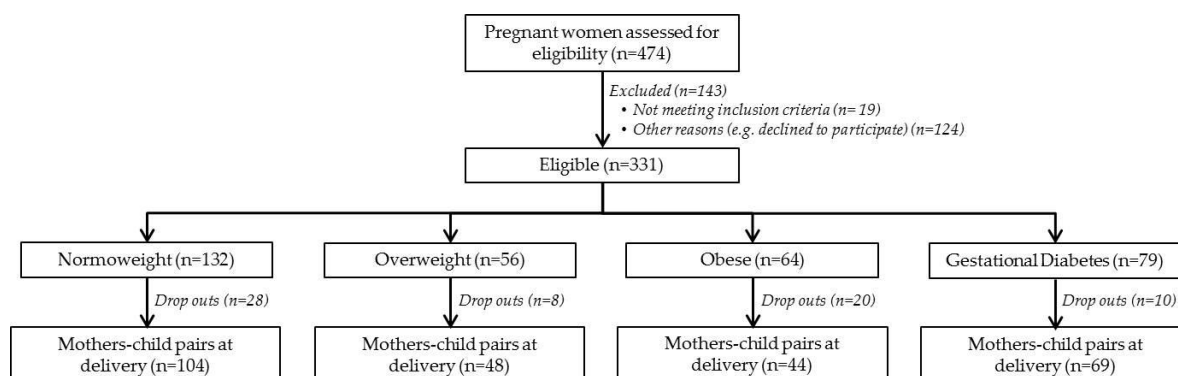 Pregnant women assessed for
eligibility (n=474)
Excluded (n=143)
• Not meeting inclusion criteria (n= 19)
• Other reasons (e.g. declined to participate) (n=124)
Eligible (n=331)
Normoweight (n=132)
Overweight (n=56)
Obese (n=64)
Gestational Diabetes (n=79)
Drop outs (n=28)
Drop outs (n=8)
Drop outs (n=20)
Drop outs (n=10)
Mothers-child pairs at
delivery (n=104)
Mothers-child pairs at
delivery (n=48)
Mothers-child pairs at
delivery (n=44)
Mothers-child pairs at
delivery (n=69)